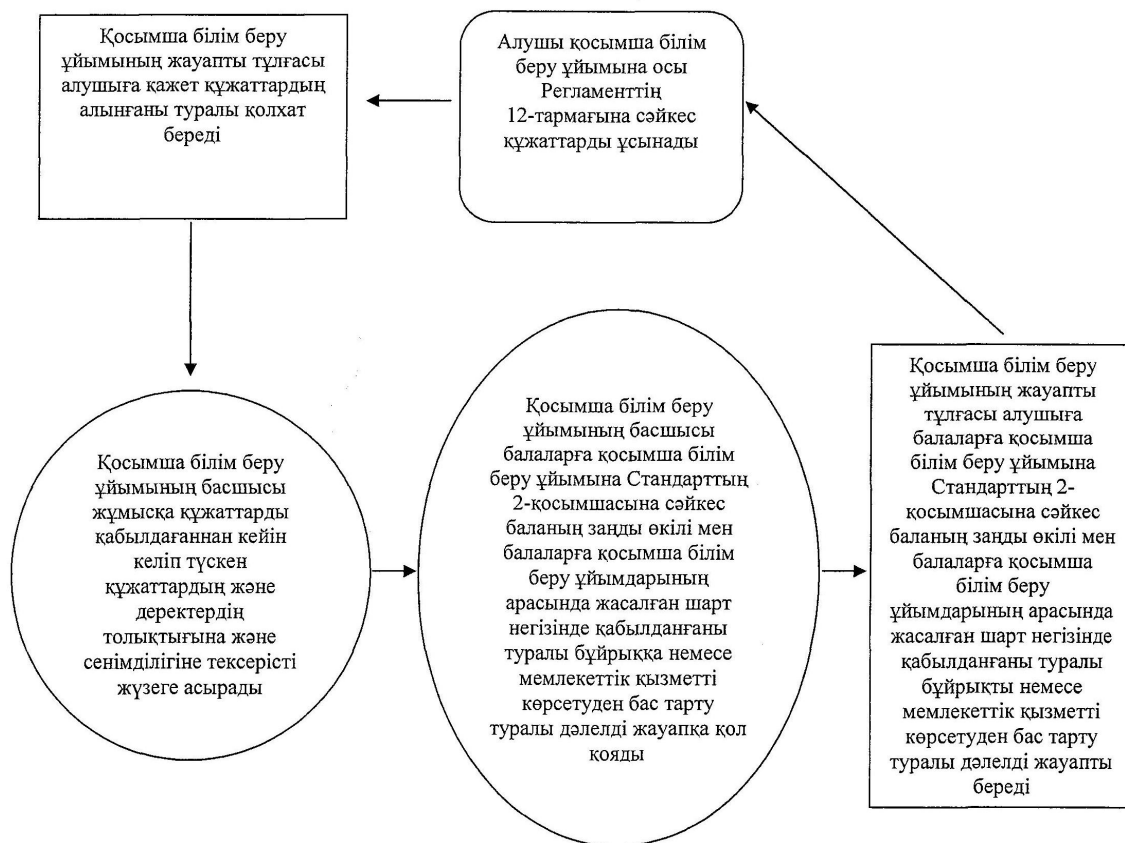 Қосымша білім беру
ұйымының жауапты тұлғасы
алушыға қажет құжаттардың
алынғаны туралы қолхат
береді
Алушы қосымша білім
беру ұйымына осы
Регламенттің
12-тармағына сәйкес
құжаттарды ұсынады
Қосымша білім беру
ұйымының басшысы
жұмысқа құжаттарды
қабылдағаннан кейін
келіп түскен
құжаттардың және
деректердің
толықтығына және
сенімділігіне тексерісті
жүзеге асырады
Қосымша білім беру
ұйымының басшысы
балаларға қосымша білім
беру ұйымына Стандарттың
2-қосымшасына сәйкес
баланың заңды өкілі мен
балаларға қосымша білім
беру ұйымдарының
арасында жасалған шарт
негізінде қабылданғаны
туралы бұйрыққа немесе
мемлекеттік қызметті
көрсетуден бас тарту
туралы дәлелді жауапқа қол
қояды
Қосымша білім беру
ұйымының жауапты
тұлғасы алушыға
балаларға қосымша
білім беру ұйымына
Стандарттың 2-
қосымшасына сәйкес
баланың заңды өкілі мен
балаларға қосымша
білім беру
ұйымдарының арасында
жасалған шарт негізінде
қабылданғаны туралы
бұйрықты немесе
мемлекеттік қызметті
көрсетуден бас тарту
туралы дәлелді жауапты
береді